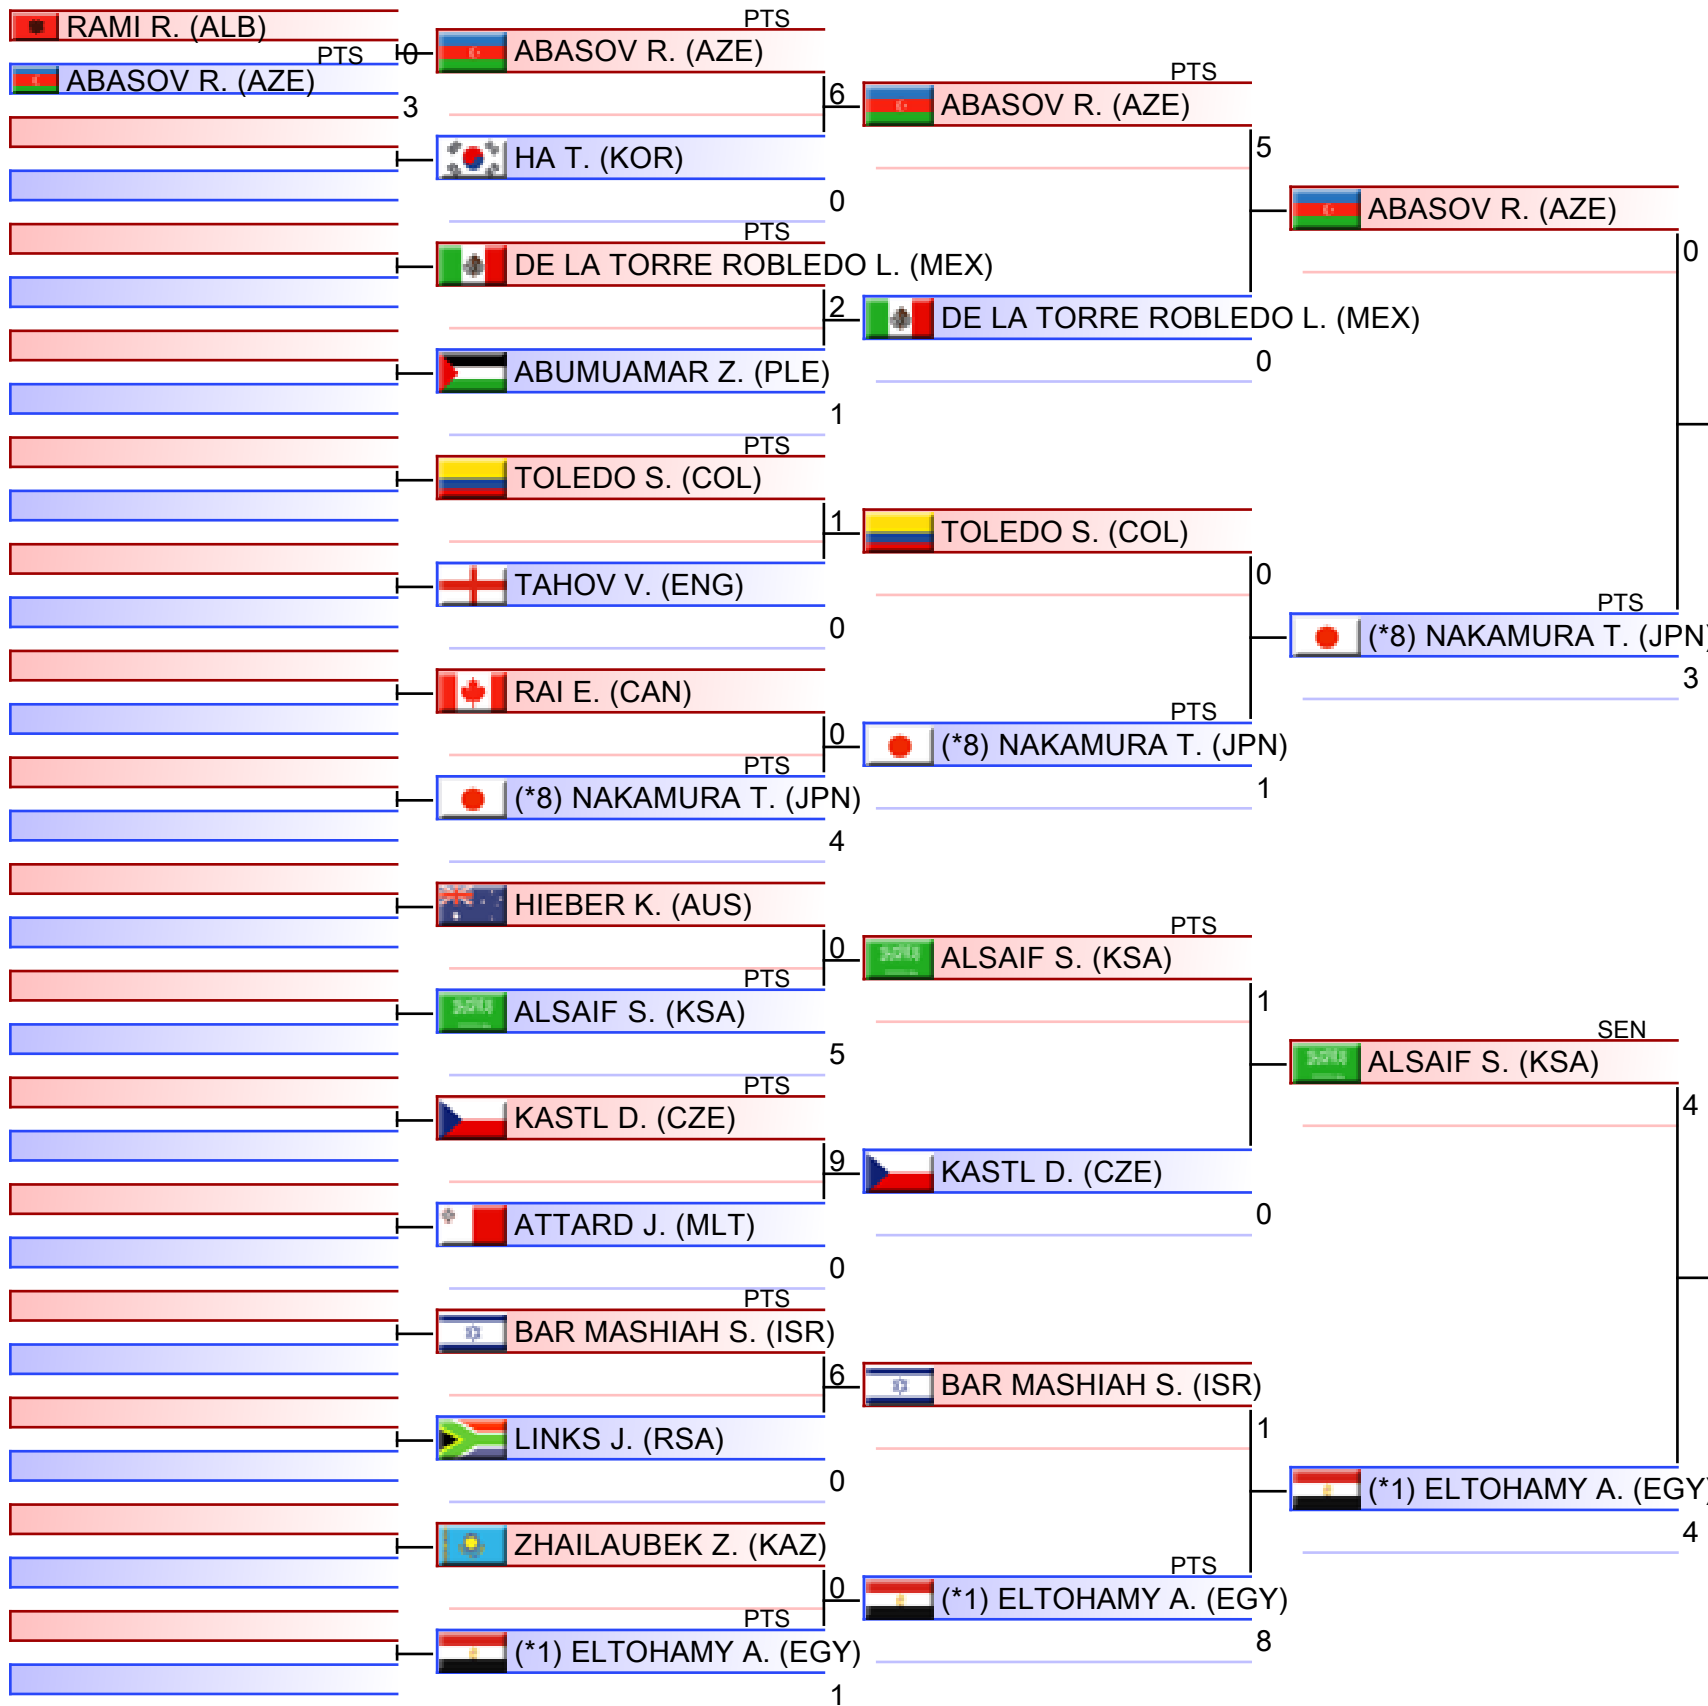 RAMI R. (ALB)
PTS 0
ABASOV R. (AZE)
3
PTS
ABASOV R. (AZE)
6
HA T. (KOR)
0
PTS
DE LA TORRE ROBLEDO L. (MEX)
2
ABUMUAMAR Z. (PLE)
1
PTS
TOLEDO S. (COL)
1
TAHOV V. (ENG)
0
RAI E. (CAN)
0
PTS
(*8) NAKAMURA T. (JPN)
4
HIEBER K. (AUS)
0
PTS
ALSAIF S. (KSA)
5
PTS
KASTL D. (CZE)
9
ATTARD J. (MLT)
0
PTS
BAR MASHIAH S. (ISR)
6
LINKS J. (RSA)
0
ZHAILAUBEK Z. (KAZ)
0
PTS
(*1) ELTOHAMY A. (EGY)
1
PTS
ABASOV R. (AZE)
5
DE LA TORRE ROBLEDO L. (MEX)
0
TOLEDO S. (COL)
0
PTS
(*8) NAKAMURA T. (JPN)
1
PTS
ALSAIF S. (KSA)
1
KASTL D. (CZE)
0
BAR MASHIAH S. (ISR)
1
PTS
(*1) ELTOHAMY A. (EGY)
8
ABASOV R. (AZE)
0
PTS
(*8) NAKAMURA T. (JPN)
3
SEN
ALSAIF S. (KSA)
4
(*1) ELTOHAMY A. (EGY)
4